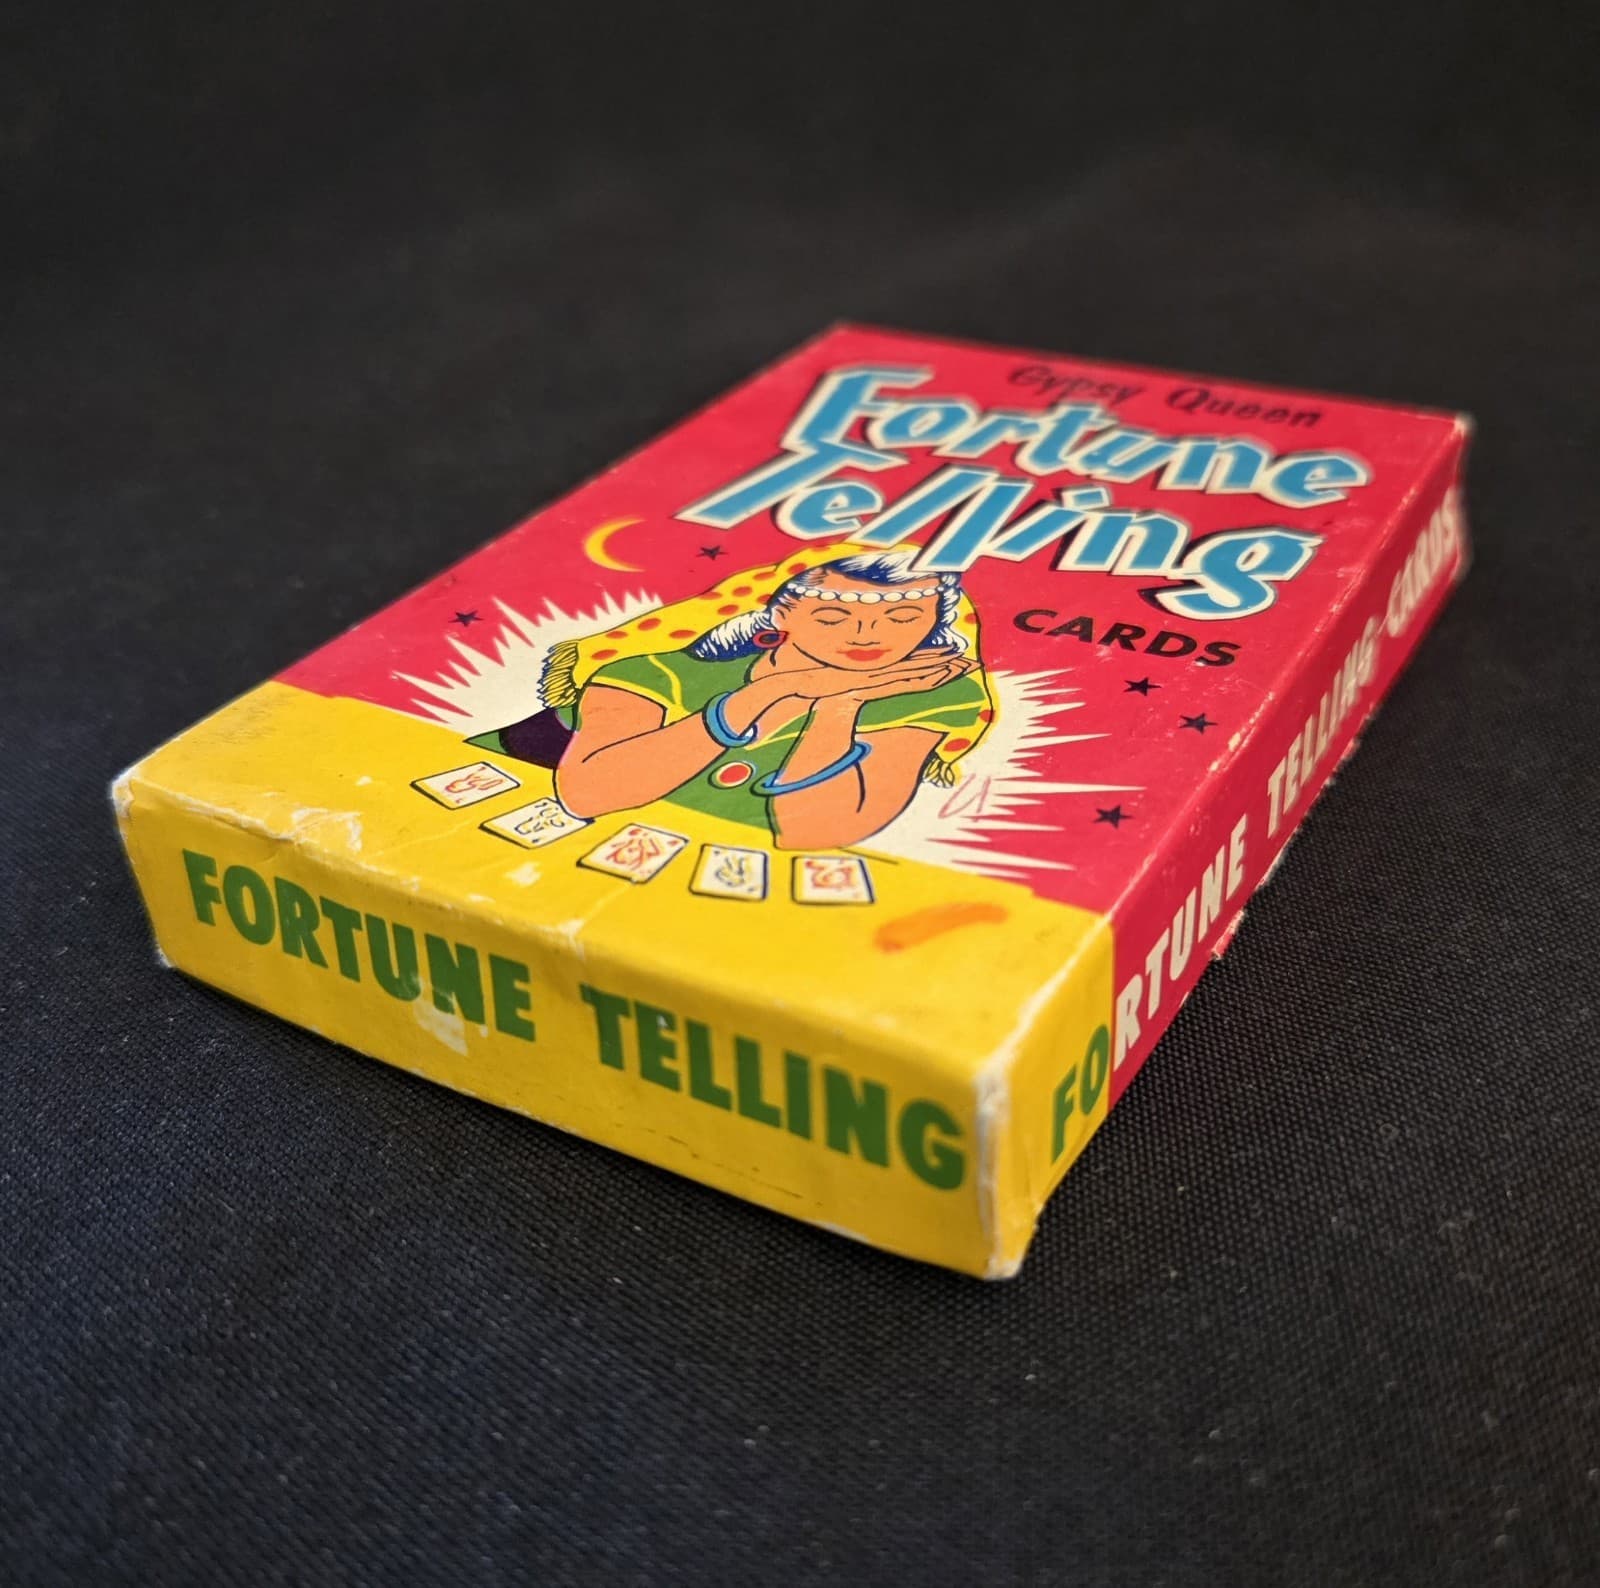 Gypsy Queen
Fortune
Telling
CARDS
FORTUNE TELLING
FORTUNE TELLING CARDS